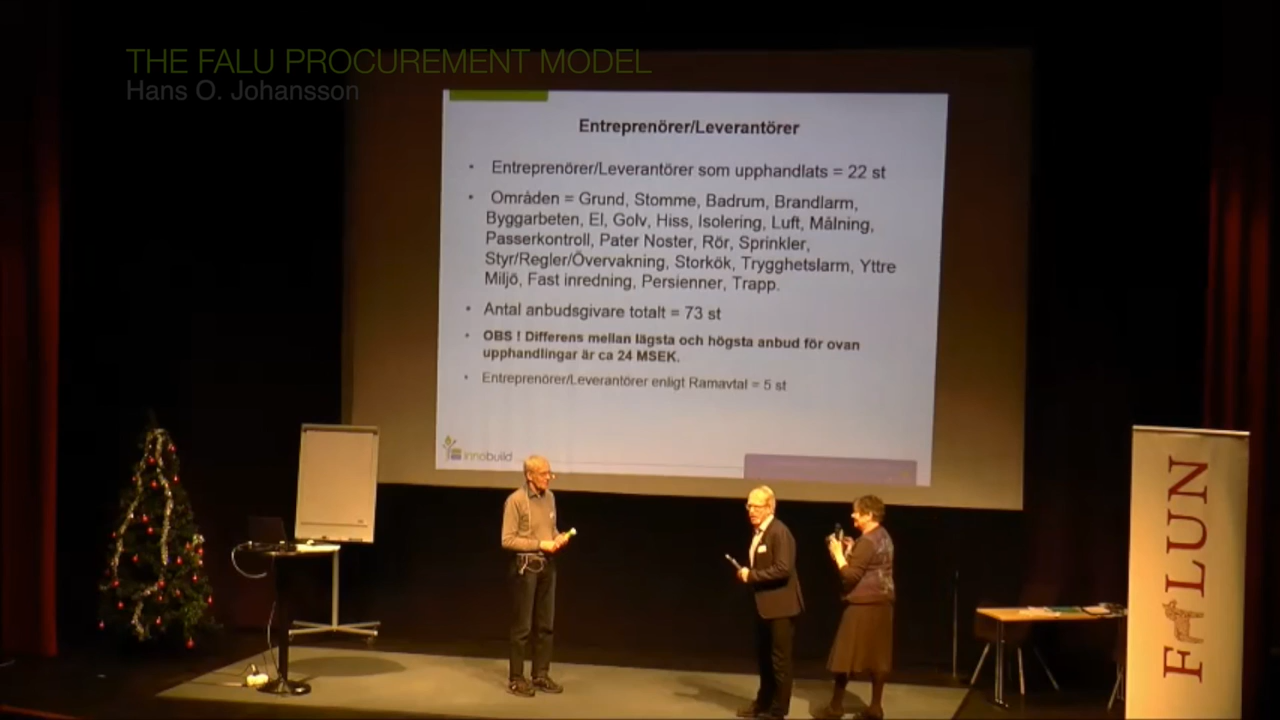 THE FALU PROCUREMENT MODEL
Hans O. Johansson
Entreprenörer/Leverantörer
• Entreprenörer/Leverantörer som upphandlats = 22 st
• Områden = Grund, Stomme, Badrum, Brandlarm,
Byggarbeten, El, Golv, Hiss, Isolering, Luft, Målning,
Passerkontroll, Pater Noster, Rör, Sprinkler,
Styr/Regler/Övervakning, Storkök, Trygghetslarm, Yttre
Miljö, Fast inredning, Persienner, Trapp.
• Antal anbudsgivare totalt = 73 st
• OBS ! Differens mellan lägsta och högsta anbud för ovan
upphandlingar är ca 24 MSEK.
• Entreprenörer/Leverantörer enligt Ramavtal = 5 st
innobuild
FALUN